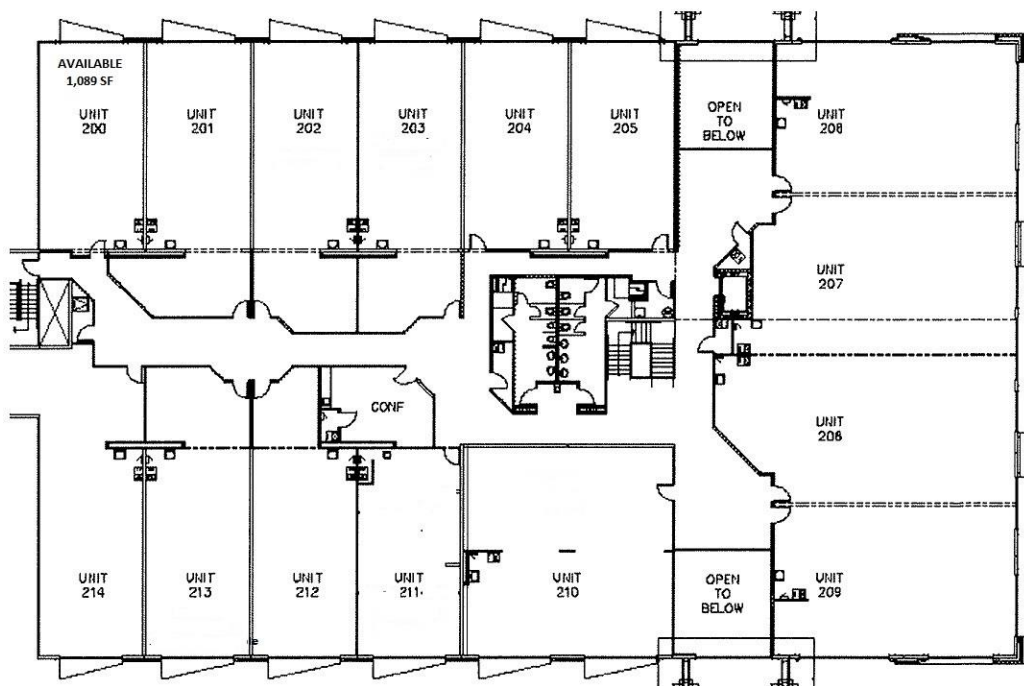 AVAILABLE
1,089 SF
UNIT
200
UNIT
201
UNIT
202
UNIT
203
UNIT
204
UNIT
205
OPEN
TO
BELOW
UNIT
208
UNIT
207
CONF
UNIT
206
UNIT
214
UNIT
213
UNIT
212
UNIT
211
UNIT
210
OPEN
TO
BELOW
UNIT
209